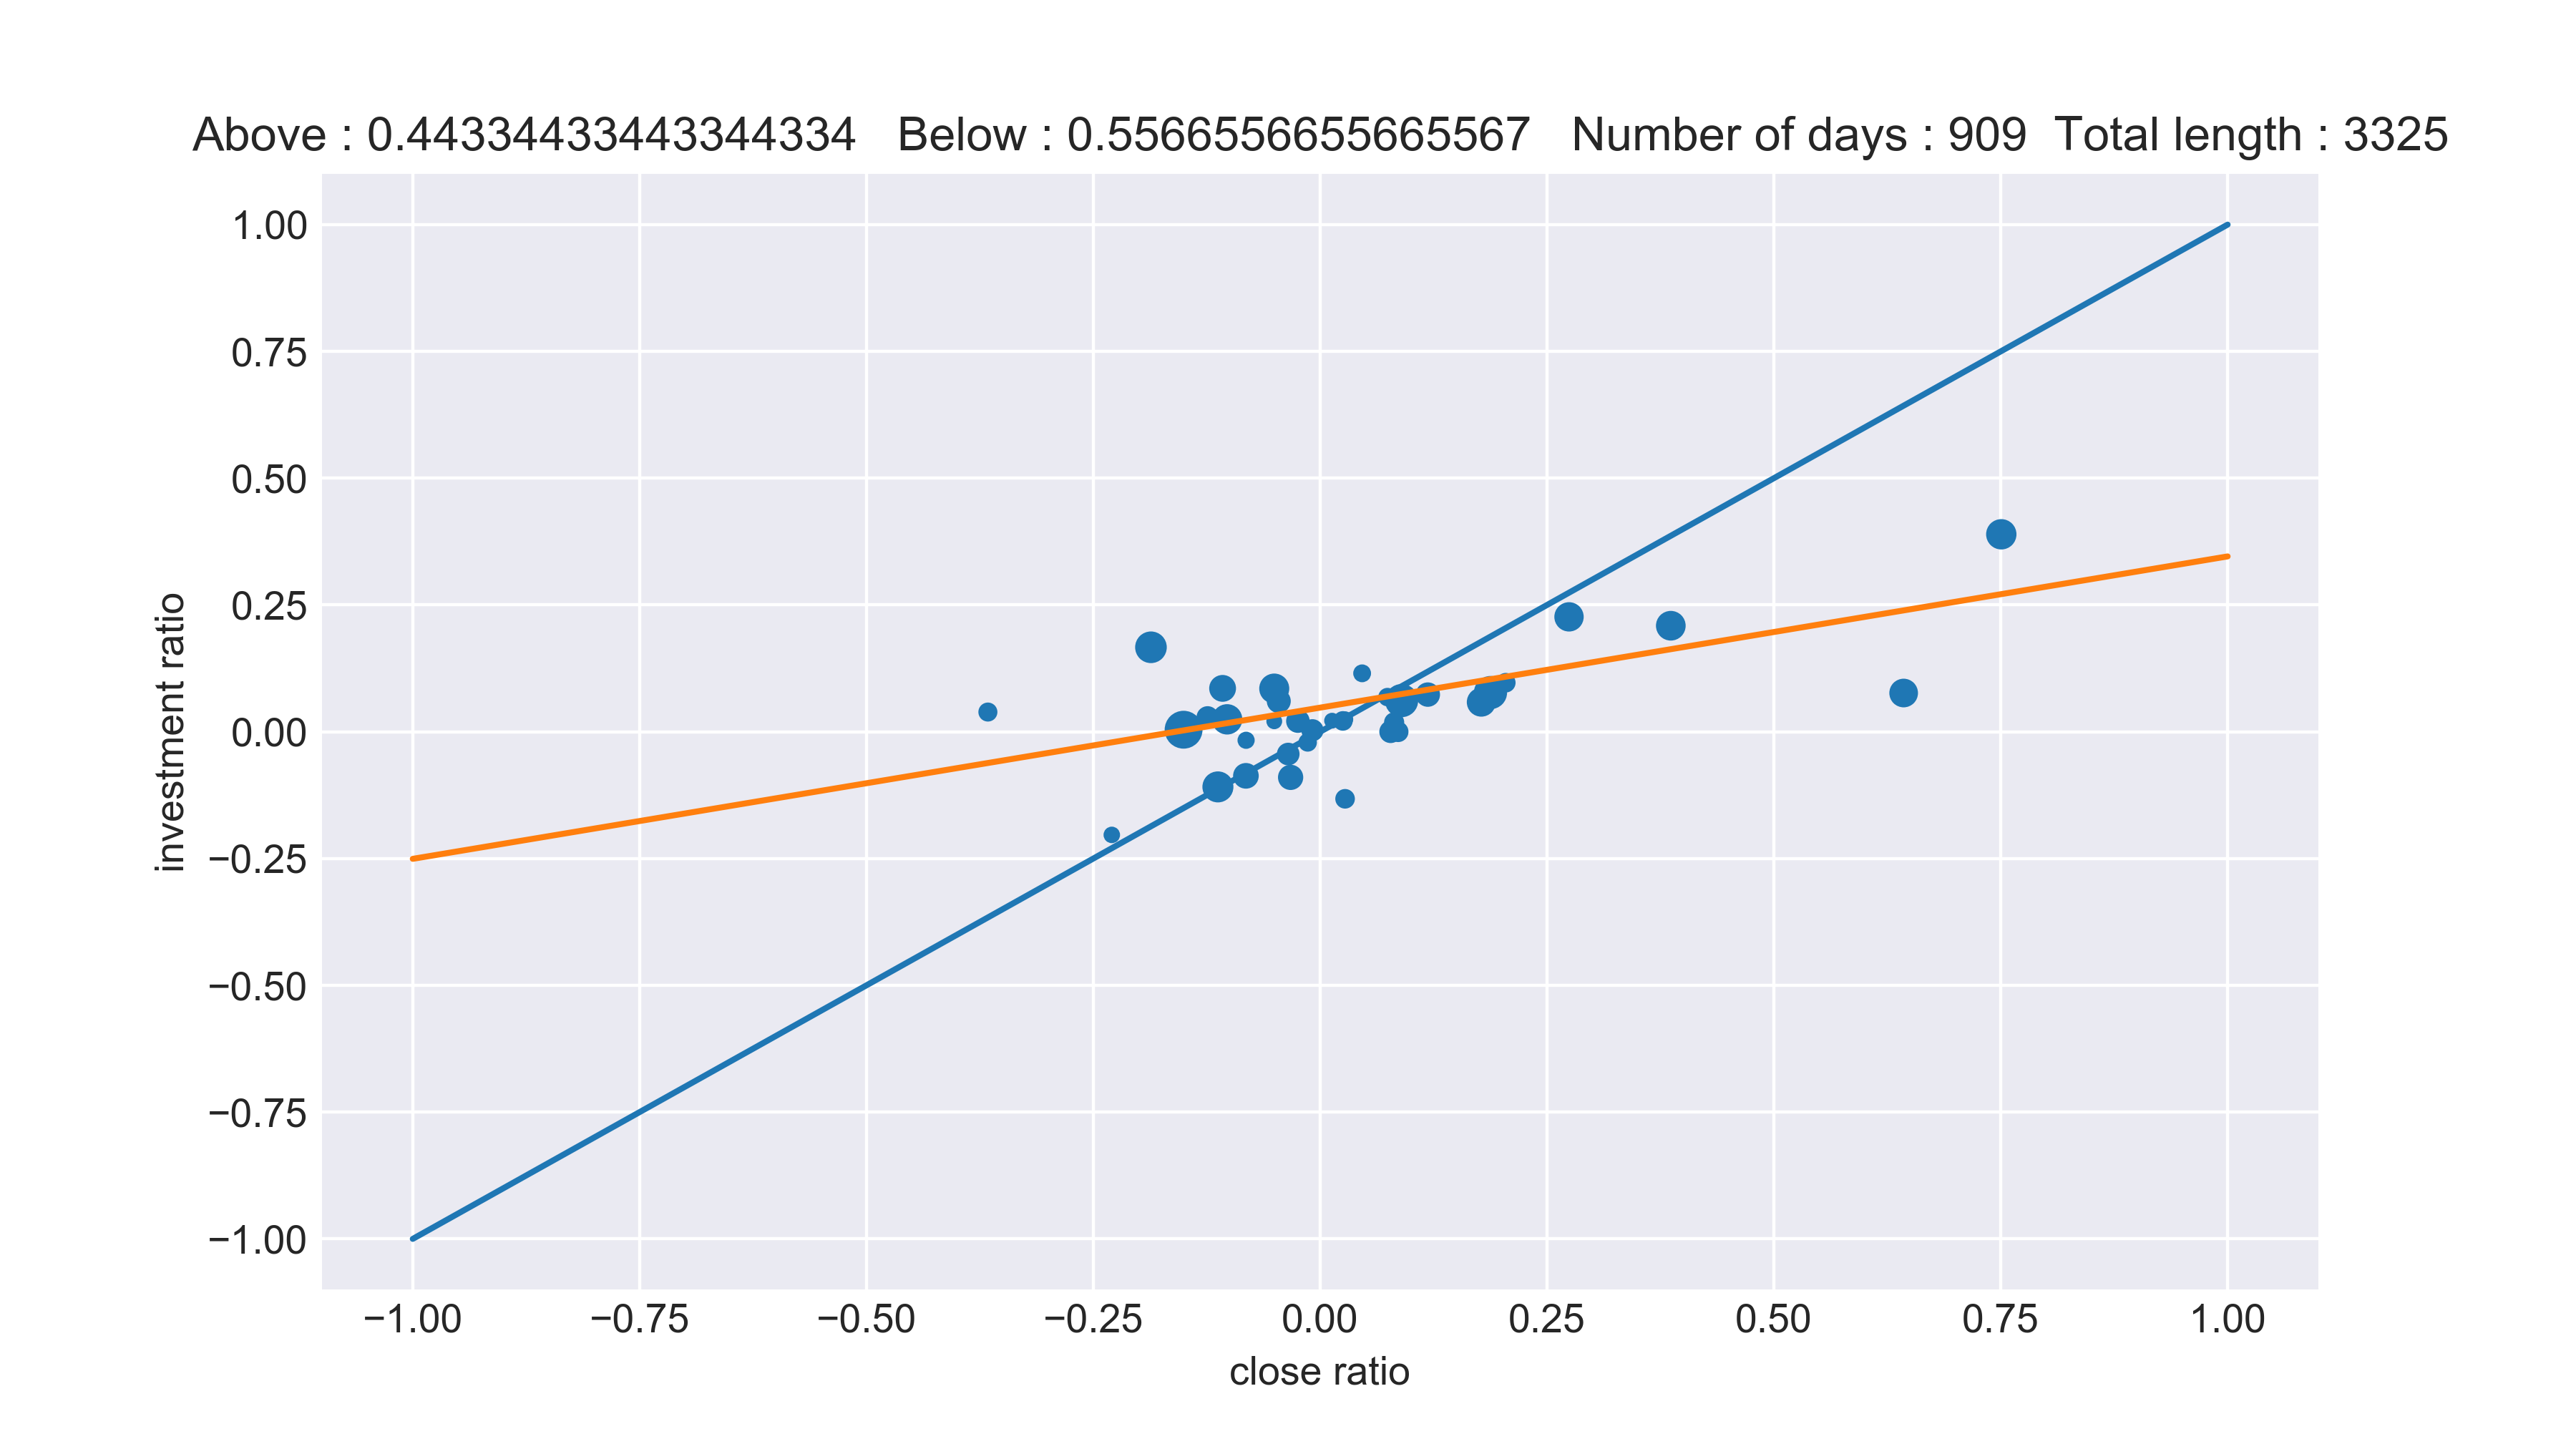 Above : 0.44334433443344334   Below : 0.5566556655665567   Number of days : 909  Total length : 3325
1.00
0.75
0.50
0.25
0.00
−0.25
−0.50
−0.75
−1.00
investment ratio
−1.00 −0.75 −0.50 −0.25 0.00 0.25 0.50 0.75 1.00
close ratio